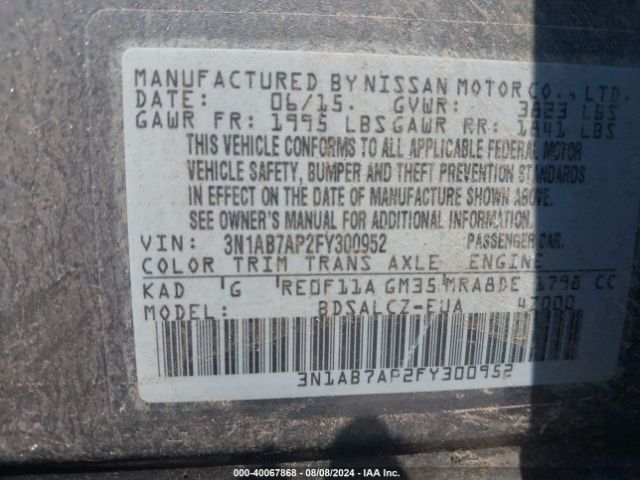 MANUFACTURED BY NISSAN MOTOR CO., LTD.
DATE: 06/15. GVWR: 3823 LBS
GAWR FR: 1995 LBS GAWR RR: 1841 LBS
THIS VEHICLE CONFORMS TO ALL APPLICABLE FEDERAL MOTOR
VEHICLE SAFETY, BUMPER AND THEFT PREVENTION STANDARDS
IN EFFECT ON THE DATE OF MANUFACTURE SHOWN ABOVE.
SEE OWNER'S MANUAL FOR ADDITIONAL INFORMATION.
VIN: 3N1AB7AP2FY300952 PASSENGER CAR.
COLOR TRIM TRANS AXLE ENGINE
KAD G RE0F11A GM35 MRA8DE 1798 CC
MODEL: BDSALCZ-EUA 47000
3N1AB7AP2FY300952
000-40067868 - 08/08/2024 - IAA Inc.